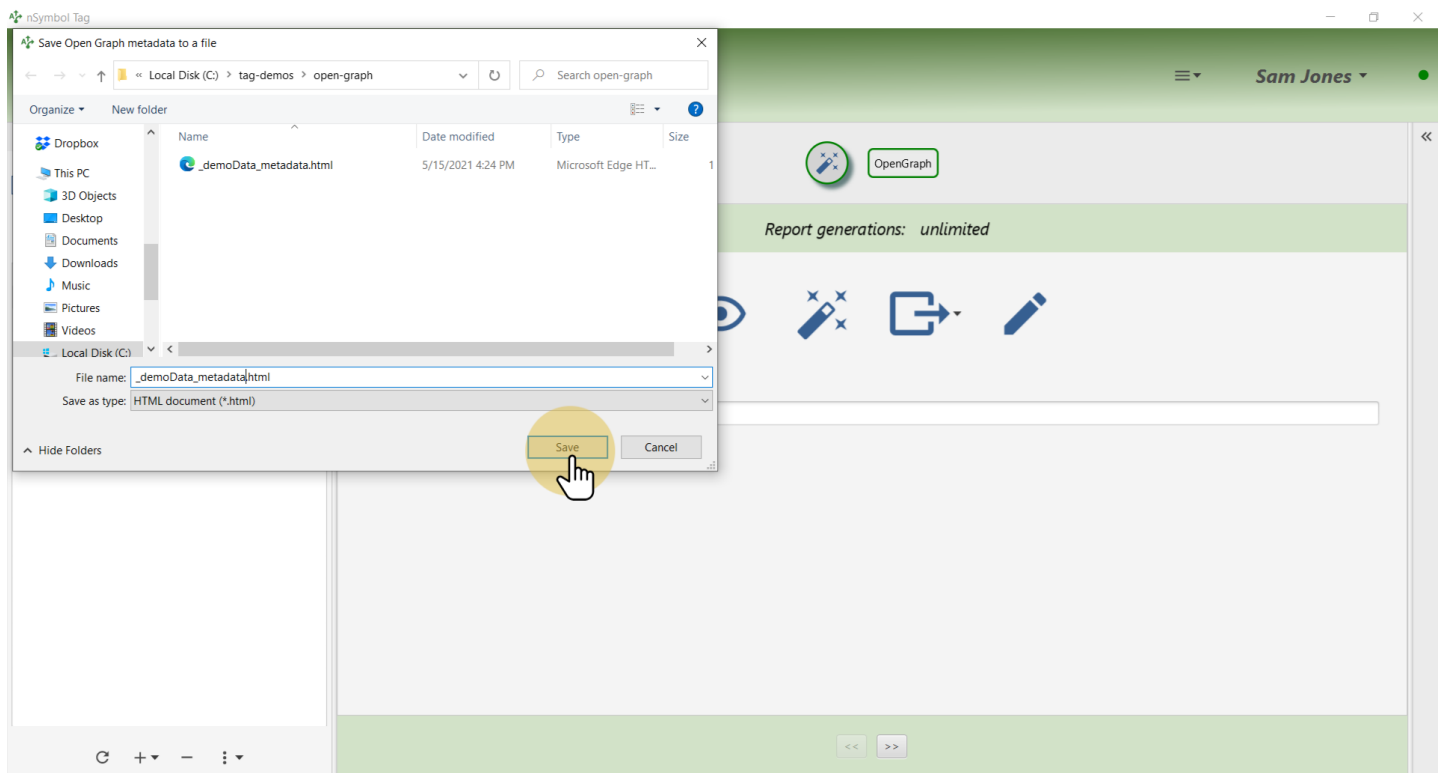 nSymbol Tag
Save Open Graph metadata to a file
« Local Disk (C:) > tag-demos > open-graph
Search open-graph
Sam Jones
Organize
New folder
?
Name
Date modified
Type
Size
Dropbox
_demoData_metadata.html
5/15/2021 4:24 PM
Microsoft Edge HT...
1
This PC
3D Objects
Desktop
Documents
Downloads
Music
Pictures
Videos
Local Disk (C:)
OpenGraph
Report generations: unlimited
File name: _demoData_metadata.html
Save as type: HTML document (*.html)
Hide Folders
Save
Cancel
<<
>>